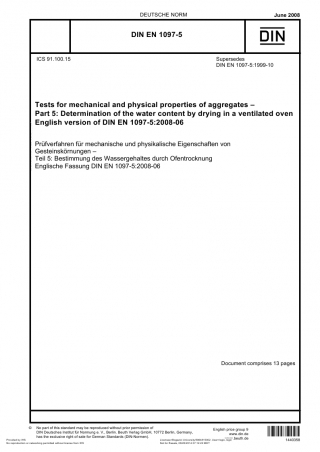 DEUTSCHE NORM
June 2008
DIN EN 1097-5
DIN
ICS 91.100.15
Supersedes
DIN EN 1097-5:1999-10
Tests for mechanical and physical properties of aggregates –
Part 5: Determination of the water content by drying in a ventilated oven
English version of DIN EN 1097-5:2008-06
Prüfverfahren für mechanische und physikalische Eigenschaften von
Gesteinskörnungen –
Teil 5: Bestimmung des Wassergehaltes durch Ofentrocknung
Englische Fassung DIN EN 1097-5:2008-06
Document comprises 13 pages
© No part of this standard may be reproduced without prior permission of
DIN Deutsches Institut für Normung e. V., Berlin. Beuth Verlag GmbH, 10772 Berlin, Germany,
has the exclusive right of sale for German Standards (DIN-Normen).
English price group 9
www.din.de
www.beuth.de